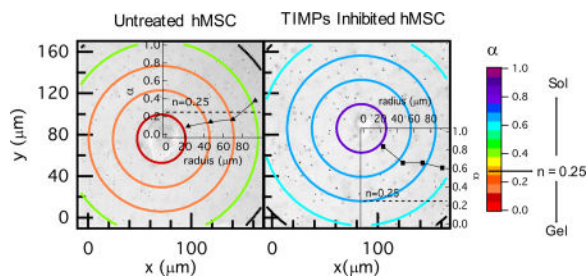 Untreated hMSC
TIMPs Inhibited hMSC
160
120
80
40
0
y (μm)
0
100
x (μm)
1.0
0.8
0.6
0.4
0.2
0.0
α
n=0.25
0 20 40 60 80
raduis (μm)
0
100
x(μm)
radius (μm)
0 20 40 60 80
1.0
0.8
0.6
0.4
0.2
0.0
α
n=0.25
α
1.0
0.8
0.6
0.4
0.2
0.0
Sol
n = 0.25
Gel